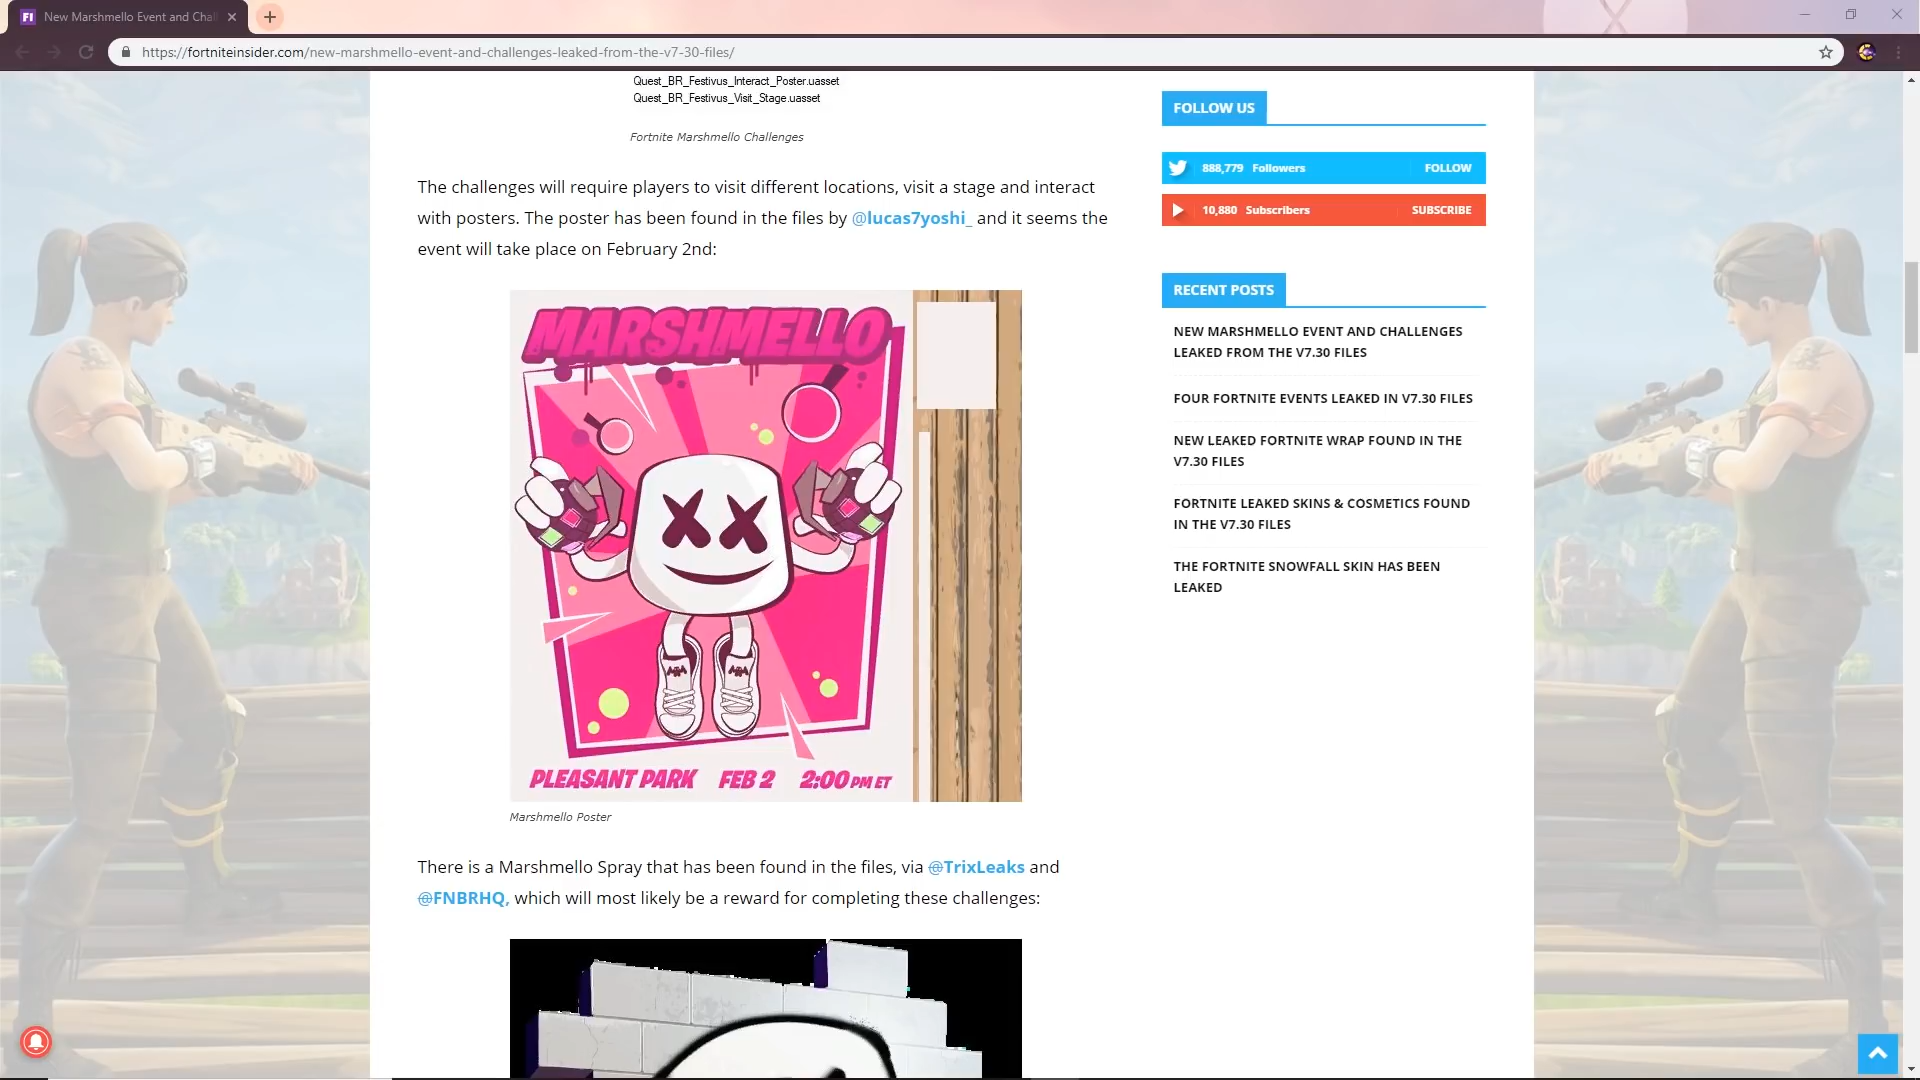 New Marshmello Event and Chal
https://fortniteinsider.com/new-marshmello-event-and-challenges-leaked-from-the-v7-30-files/
Quest_BR_Festivus_Interact_Poster.uasset
Quest_BR_Festivus_Visit_Stage.uasset
Fortnite Marshmello Challenges
The challenges will require players to visit different locations, visit a stage and interact
with posters. The poster has been found in the files by @lucas7yoshi_ and it seems the
event will take place on February 2nd:
MARSHMELLO
PLEASANT PARK FEB 2 2:00 PM ET
Marshmello Poster
There is a Marshmello Spray that has been found in the files, via @TrixLeaks and
@FNBRHQ, which will most likely be a reward for completing these challenges:
FOLLOW US
888,779 Followers FOLLOW
10,880 Subscribers SUBSCRIBE
RECENT POSTS
NEW MARSHMELLO EVENT AND CHALLENGES
LEAKED FROM THE V7.30 FILES
FOUR FORTNITE EVENTS LEAKED IN V7.30 FILES
NEW LEAKED FORTNITE WRAP FOUND IN THE
V7.30 FILES
FORTNITE LEAKED SKINS & COSMETICS FOUND
IN THE V7.30 FILES
THE FORTNITE SNOWFALL SKIN HAS BEEN
LEAKED